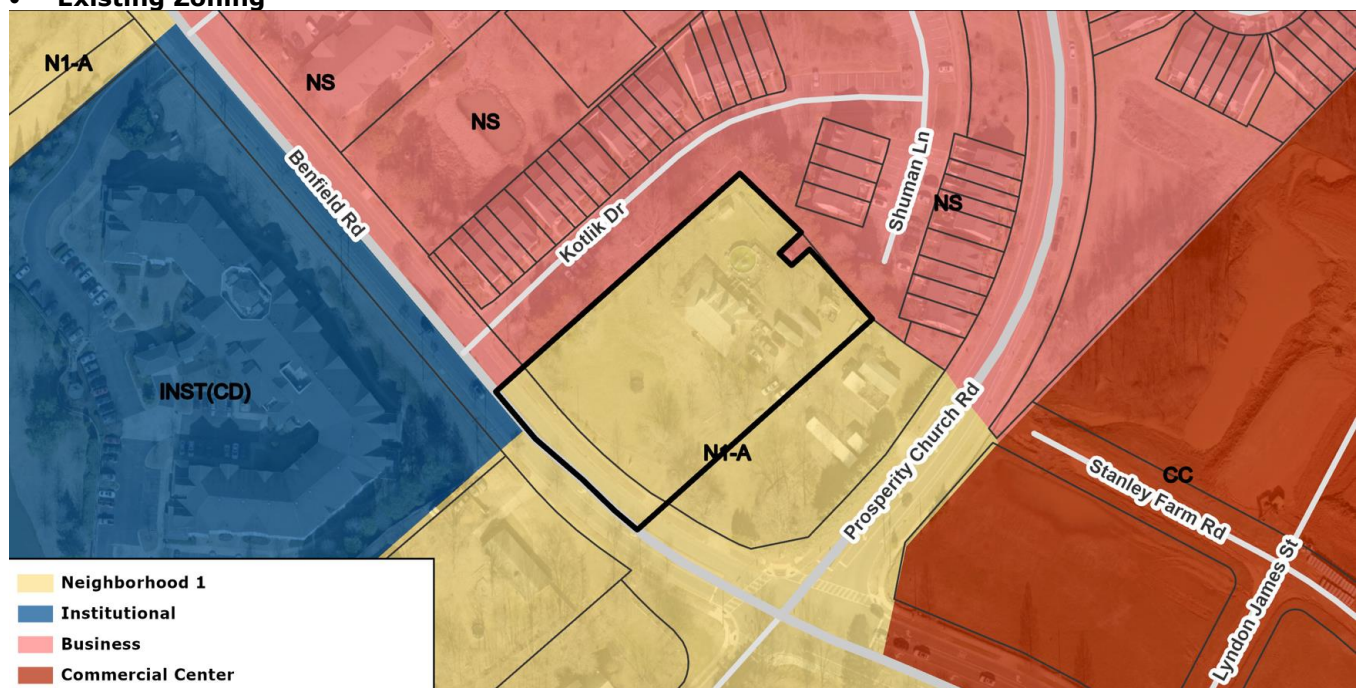 • Existing Zoning
N1-A
NS
NS
Benfield Rd
Kotlik Dr
Shuman Ln
NS
INST(CD)
N1-A
Prosperity Church Rd
CC
Stanley Farm Rd
Lyndon James St
Neighborhood 1
Institutional
Business
Commercial Center